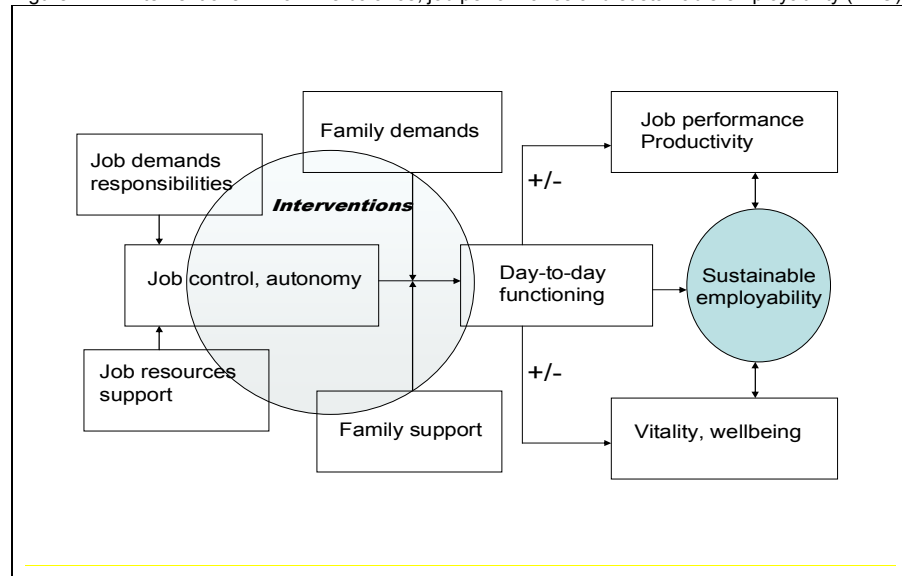 Family demands
Job performance
Productivity
Job demands
responsibilities
+/-
Interventions
Job control, autonomy
Day-to-day
functioning
Sustainable
employability
Job resources
support
+/-
Family support
Vitality, wellbeing